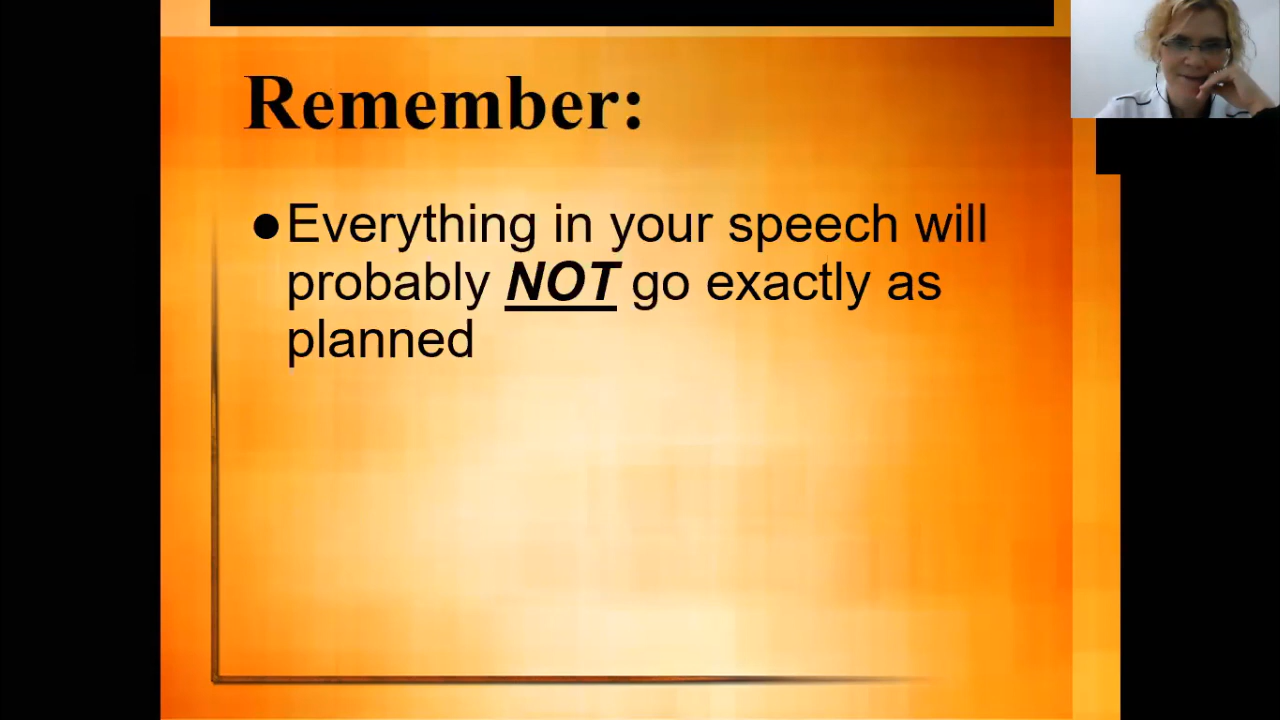 Remember:
●Everything in your speech will
probably NOT go exactly as
planned